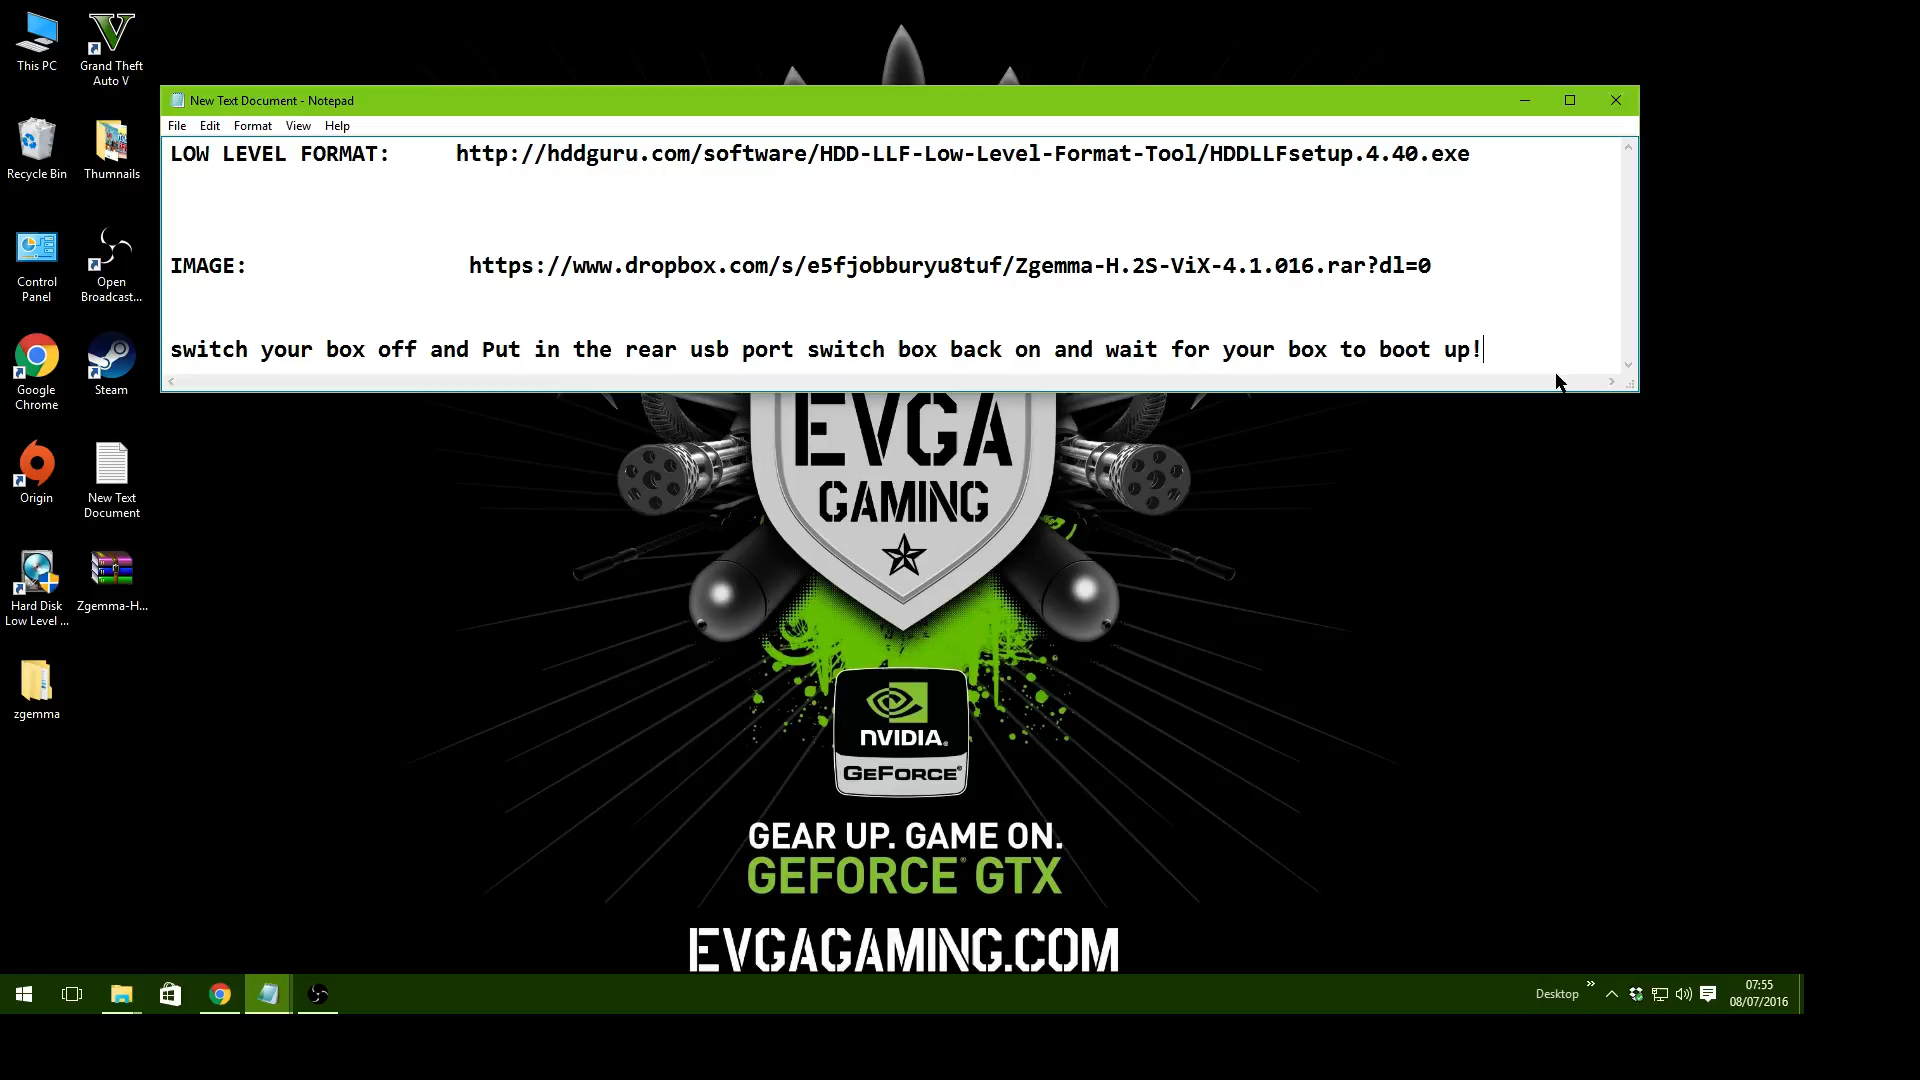 This PC
Grand Theft
Auto V
Recycle Bin
Thumnails
Control
Panel
Open
Broadcast...
Google
Chrome
Steam
Origin
New Text
Document
Hard Disk
Low Level ...
Zgemma-H...
zgemma
New Text Document - Notepad
File Edit Format View Help
LOW LEVEL FORMAT: http://hddguru.com/software/HDD-LLF-Low-Level-Format-Tool/HDDLLFsetup.4.40.exe
IMAGE: https://www.dropbox.com/s/e5fjobburyu8tuf/Zgemma-H.2S-ViX-4.1.016.rar?dl=0
switch your box off and Put in the rear usb port switch box back on and wait for your box to boot up!
EVGA
GAMING
NVIDIA.
GEFORCE®
GEAR UP. GAME ON.
GEFORCE® GTX
EVGAGAMING.COM
Desktop
07:55
08/07/2016